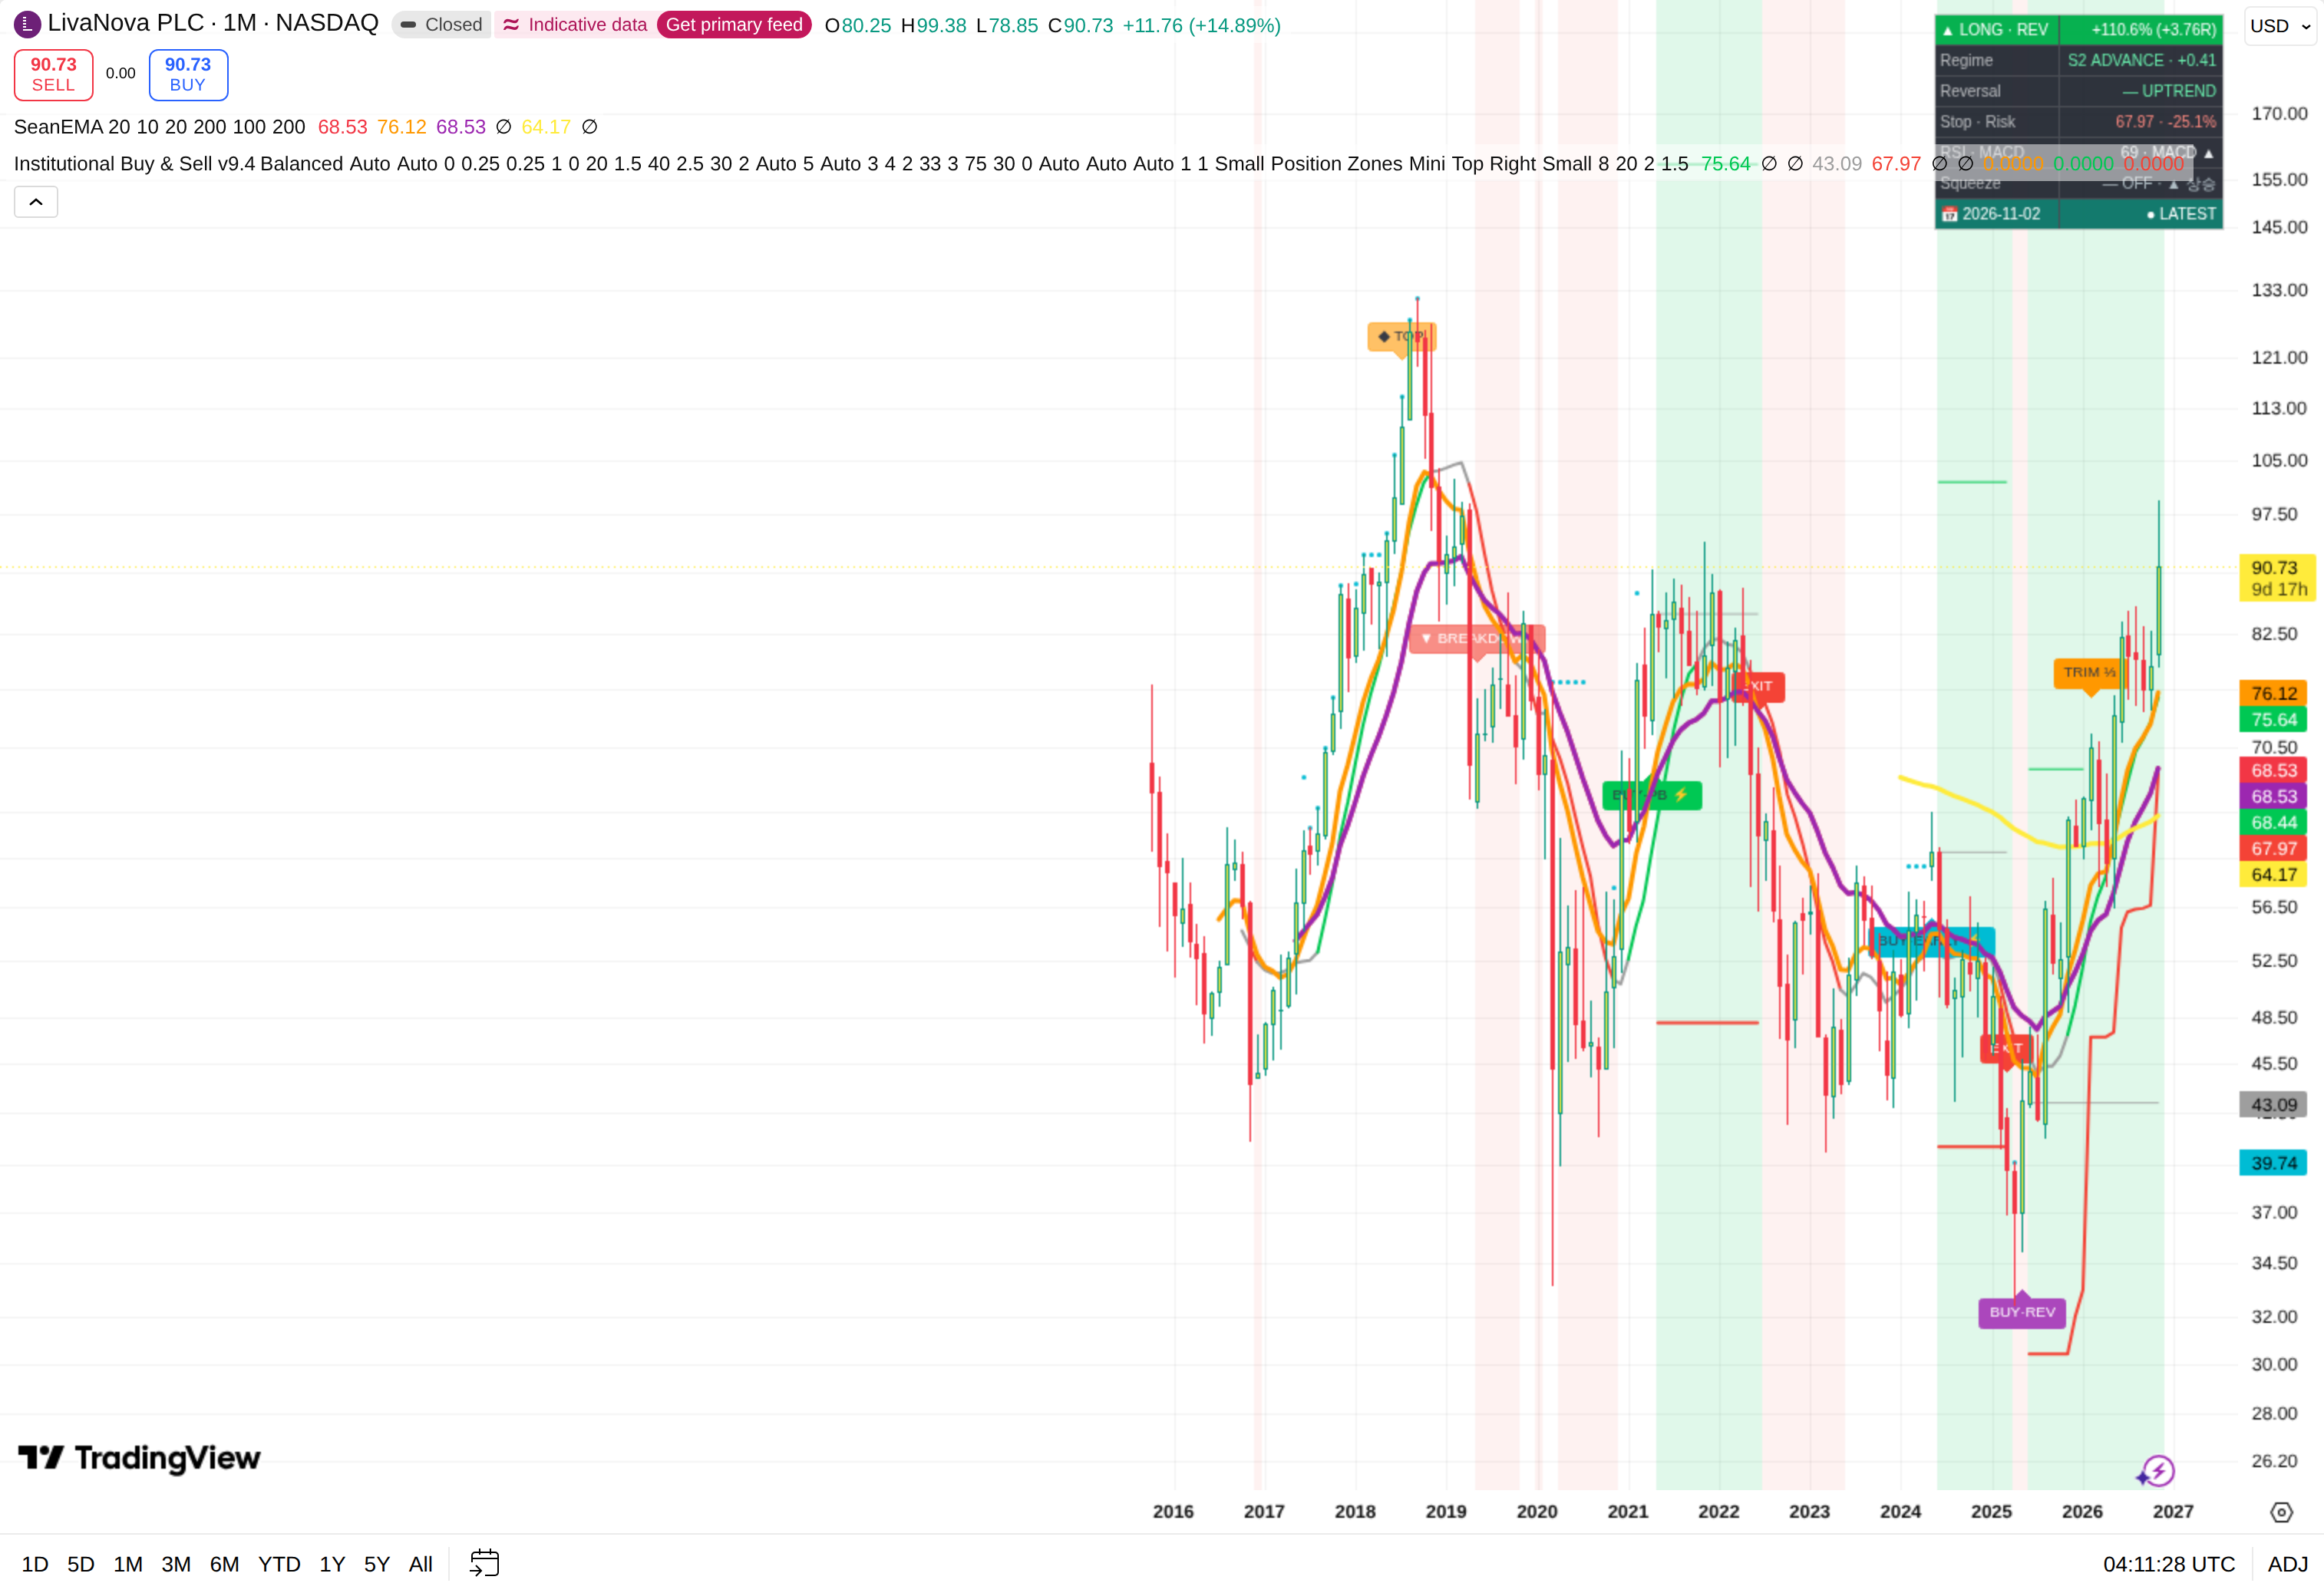 LivaNova PLC · 1M · NASDAQ Closed Indicative data Get primary feed O80.25 H99.38 L78.85 C90.73 +11.76 (+14.89%)
90.73 SELL 0.00 90.73 BUY
SeanEMA 20 10 20 200 100 200 68.53 76.12 68.53 ∅ 64.17 ∅
Institutional Buy & Sell v9.4 Balanced Auto Auto 0 0.25 0.25 1 0 20 1.5 40 2.5 30 2 Auto 5 Auto 3 4 2 33 3 75 30 0 Auto Auto Auto 1 1 Small Position Zones Mini Top Right Small 8 20 2 1.5 75.64 ∅ ∅ 43.09 67.97 ∅ ∅ 0.0000 0.0000 0.0000
▲ LONG · REV +110.6% (+3.76R)
Regime S2 ADVANCE · +0.41
Reversal — UPTREND
Stop · Risk 67.97 · -25.1%
RSI · MACD 69 · MACD ▲
Squeeze — OFF · ▲ 상승
2026-11-02 ● LATEST
USD
170.00
155.00
145.00
133.00
121.00
113.00
105.00
97.50
90.73
9d 17h
82.50
76.12
75.64
70.50
68.53
68.53
68.44
67.97
64.17
56.50
52.50
48.50
45.50
43.09
39.74
37.00
34.50
32.00
30.00
28.00
26.20
◆ TOP
TRIM ⅓
EXIT
BUY-REV
TradingView
2016 2017 2018 2019 2020 2021 2022 2023 2024 2025 2026 2027
1D 5D 1M 3M 6M YTD 1Y 5Y All 04:11:28 UTC ADJ